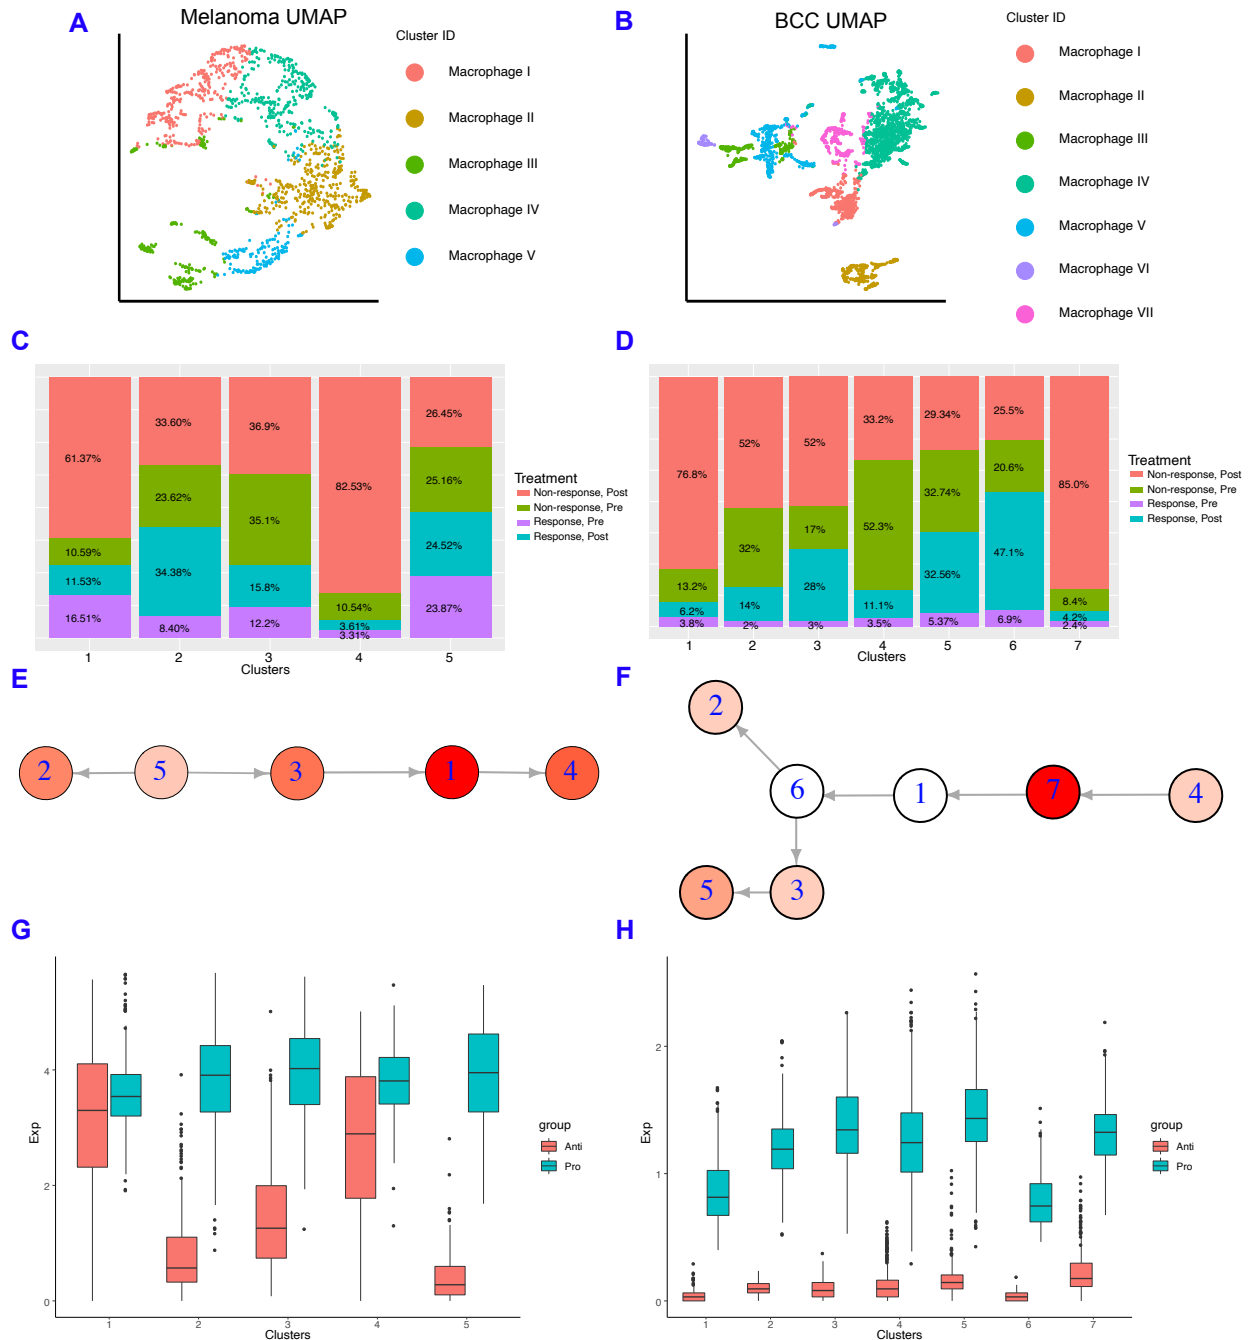 A
Melanoma UMAP
Cluster ID
Macrophage I
Macrophage II
Macrophage III
Macrophage IV
Macrophage V
B
BCC UMAP
Cluster ID
Macrophage I
Macrophage II
Macrophage III
Macrophage IV
Macrophage V
Macrophage VI
Macrophage VII
C
61.37%
10.59%
11.53%
16.51%
33.60%
23.62%
34.38%
8.40%
36.9%
35.1%
15.8%
12.2%
82.53%
10.54%
3.61%
3.31%
26.45%
25.16%
24.52%
23.87%
1 2 3 4 5
Clusters
Treatment
Non-response, Post
Non-response, Pre
Response, Pre
Response, Post
D
76.8%
13.2%
6.2%
3.8%
52%
32%
14%
2%
52%
17%
28%
3%
33.2%
52.3%
11.1%
3.5%
29.34%
32.74%
32.56%
5.37%
25.5%
20.6%
47.1%
6.9%
85.0%
8.4%
4.2%
2.4%
1 2 3 4 5 6 7
Clusters
Treatment
Non-response, Post
Non-response, Pre
Response, Pre
Response, Post
E
2 5 3 1 4
F
2
6 1 7 4
5 3
G
Exp
4
2
0
1 2 3 4 5
Clusters
group
Anti
Pro
H
Exp
2
1
0
1 2 3 4 5 6 7
Clusters
group
Anti
Pro